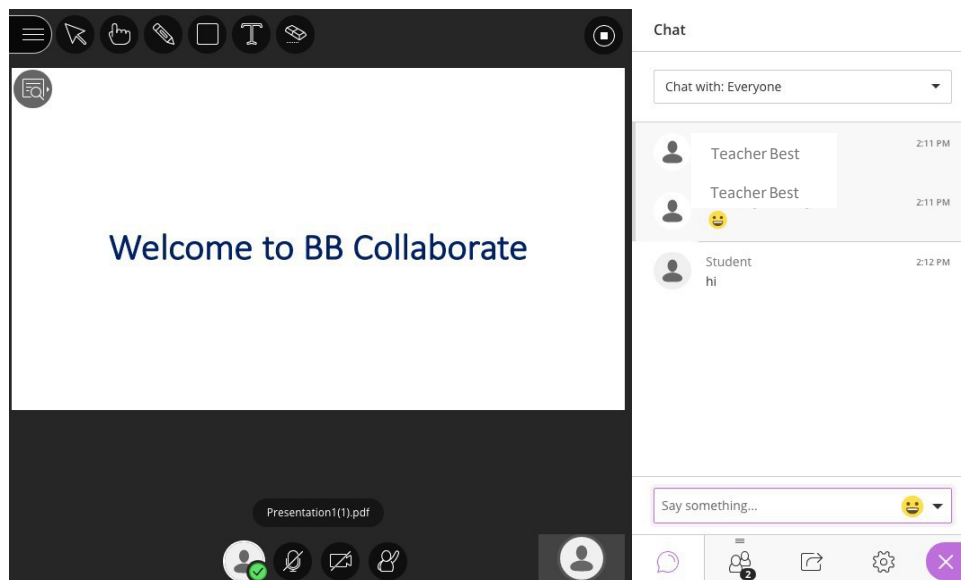 Chat
Chat with: Everyone
Teacher Best
2:11 PM
Teacher Best
2:11 PM
Welcome to BB Collaborate
Student
2:12 PM
hi
Presentation1(1).pdf
Say something...
2